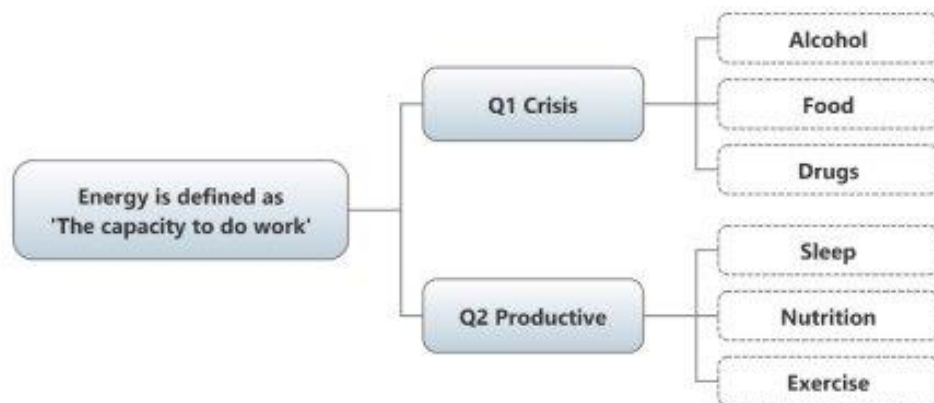 Energy is defined as
'The capacity to do work'
Q1 Crisis
Alcohol
Food
Drugs
Q2 Productive
Sleep
Nutrition
Exercise